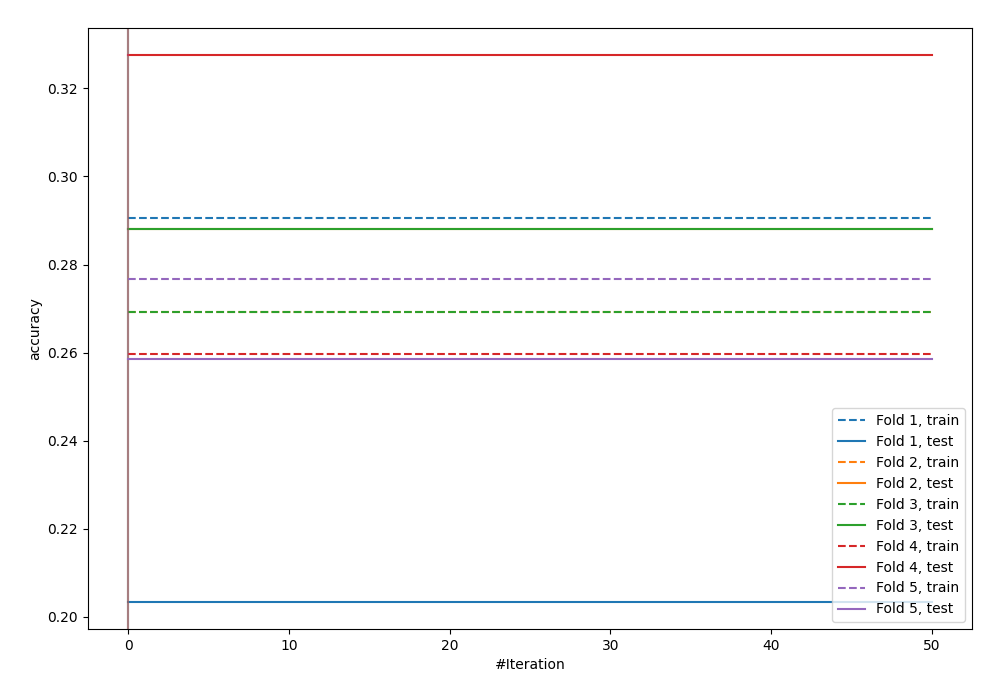 0.32
0.30
0.28
0.26
0.24
0.22
0.20
accuracy
0
10
20
30
40
50
#Iteration
Fold 1, train
Fold 1, test
Fold 2, train
Fold 2, test
Fold 3, train
Fold 3, test
Fold 4, train
Fold 4, test
Fold 5, train
Fold 5, test